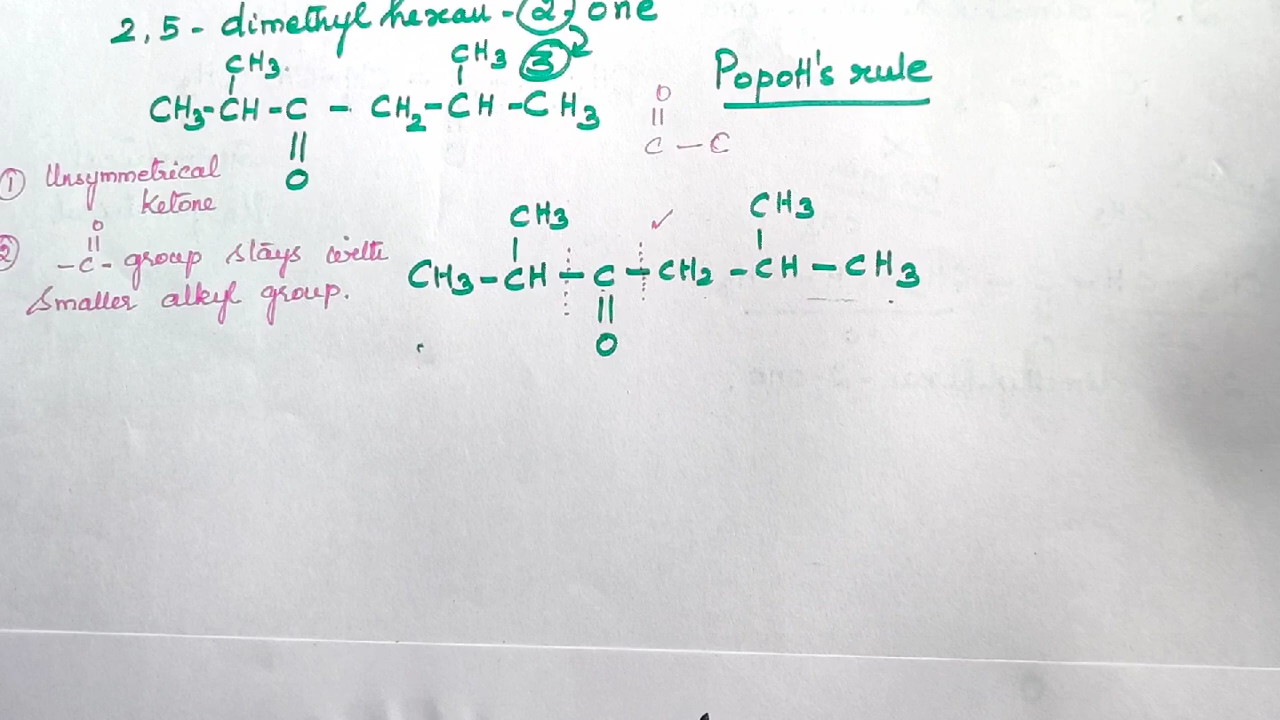 2,5 - dimethyl hexan - 2 one
3
CH3. CH3
CH3-CH-C - CH2-CH-CH3
||
O
Popoff's rule
O
||
C - C
① Unsymmetrical
Ketone
O
||
② -C- group stays with
smaller alkyl group.
CH3 ✓ CH3
CH3-CH-C-CH2-CH-CH3
||
O